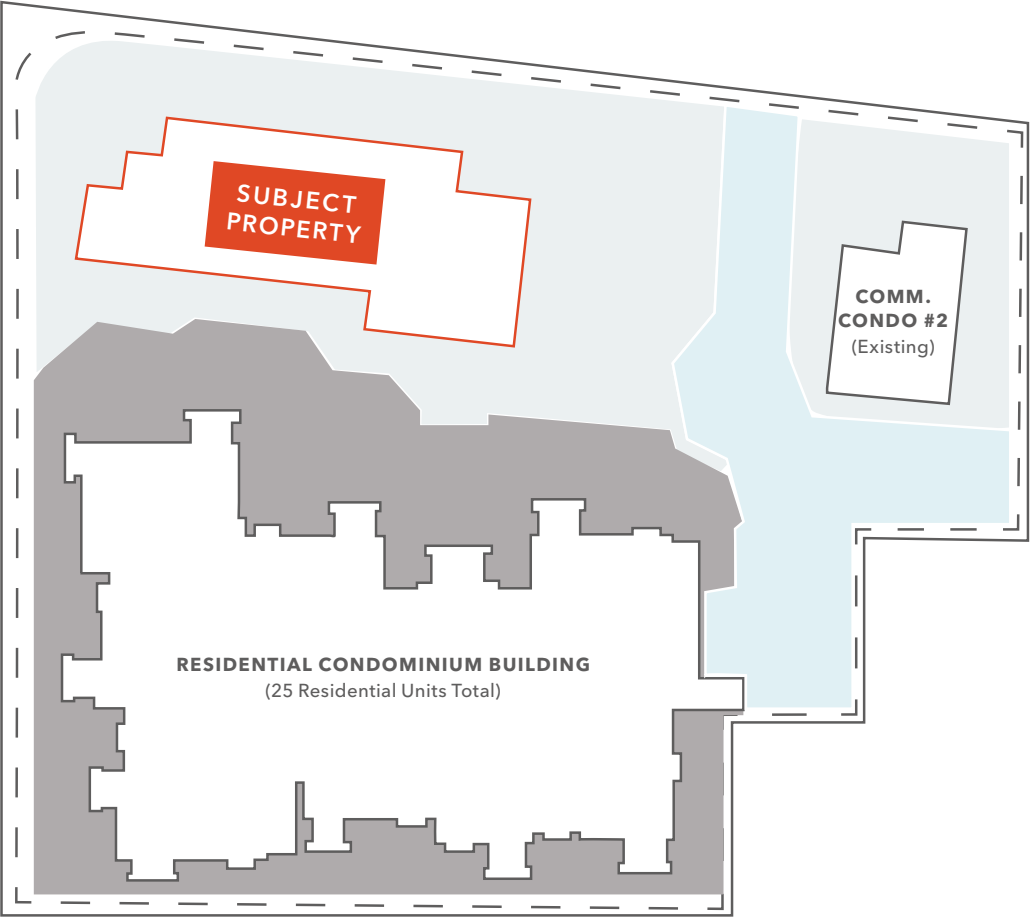 SUBJECT
PROPERTY
COMM.
CONDO #2
(Existing)
RESIDENTIAL CONDOMINIUM BUILDING
(25 Residential Units Total)